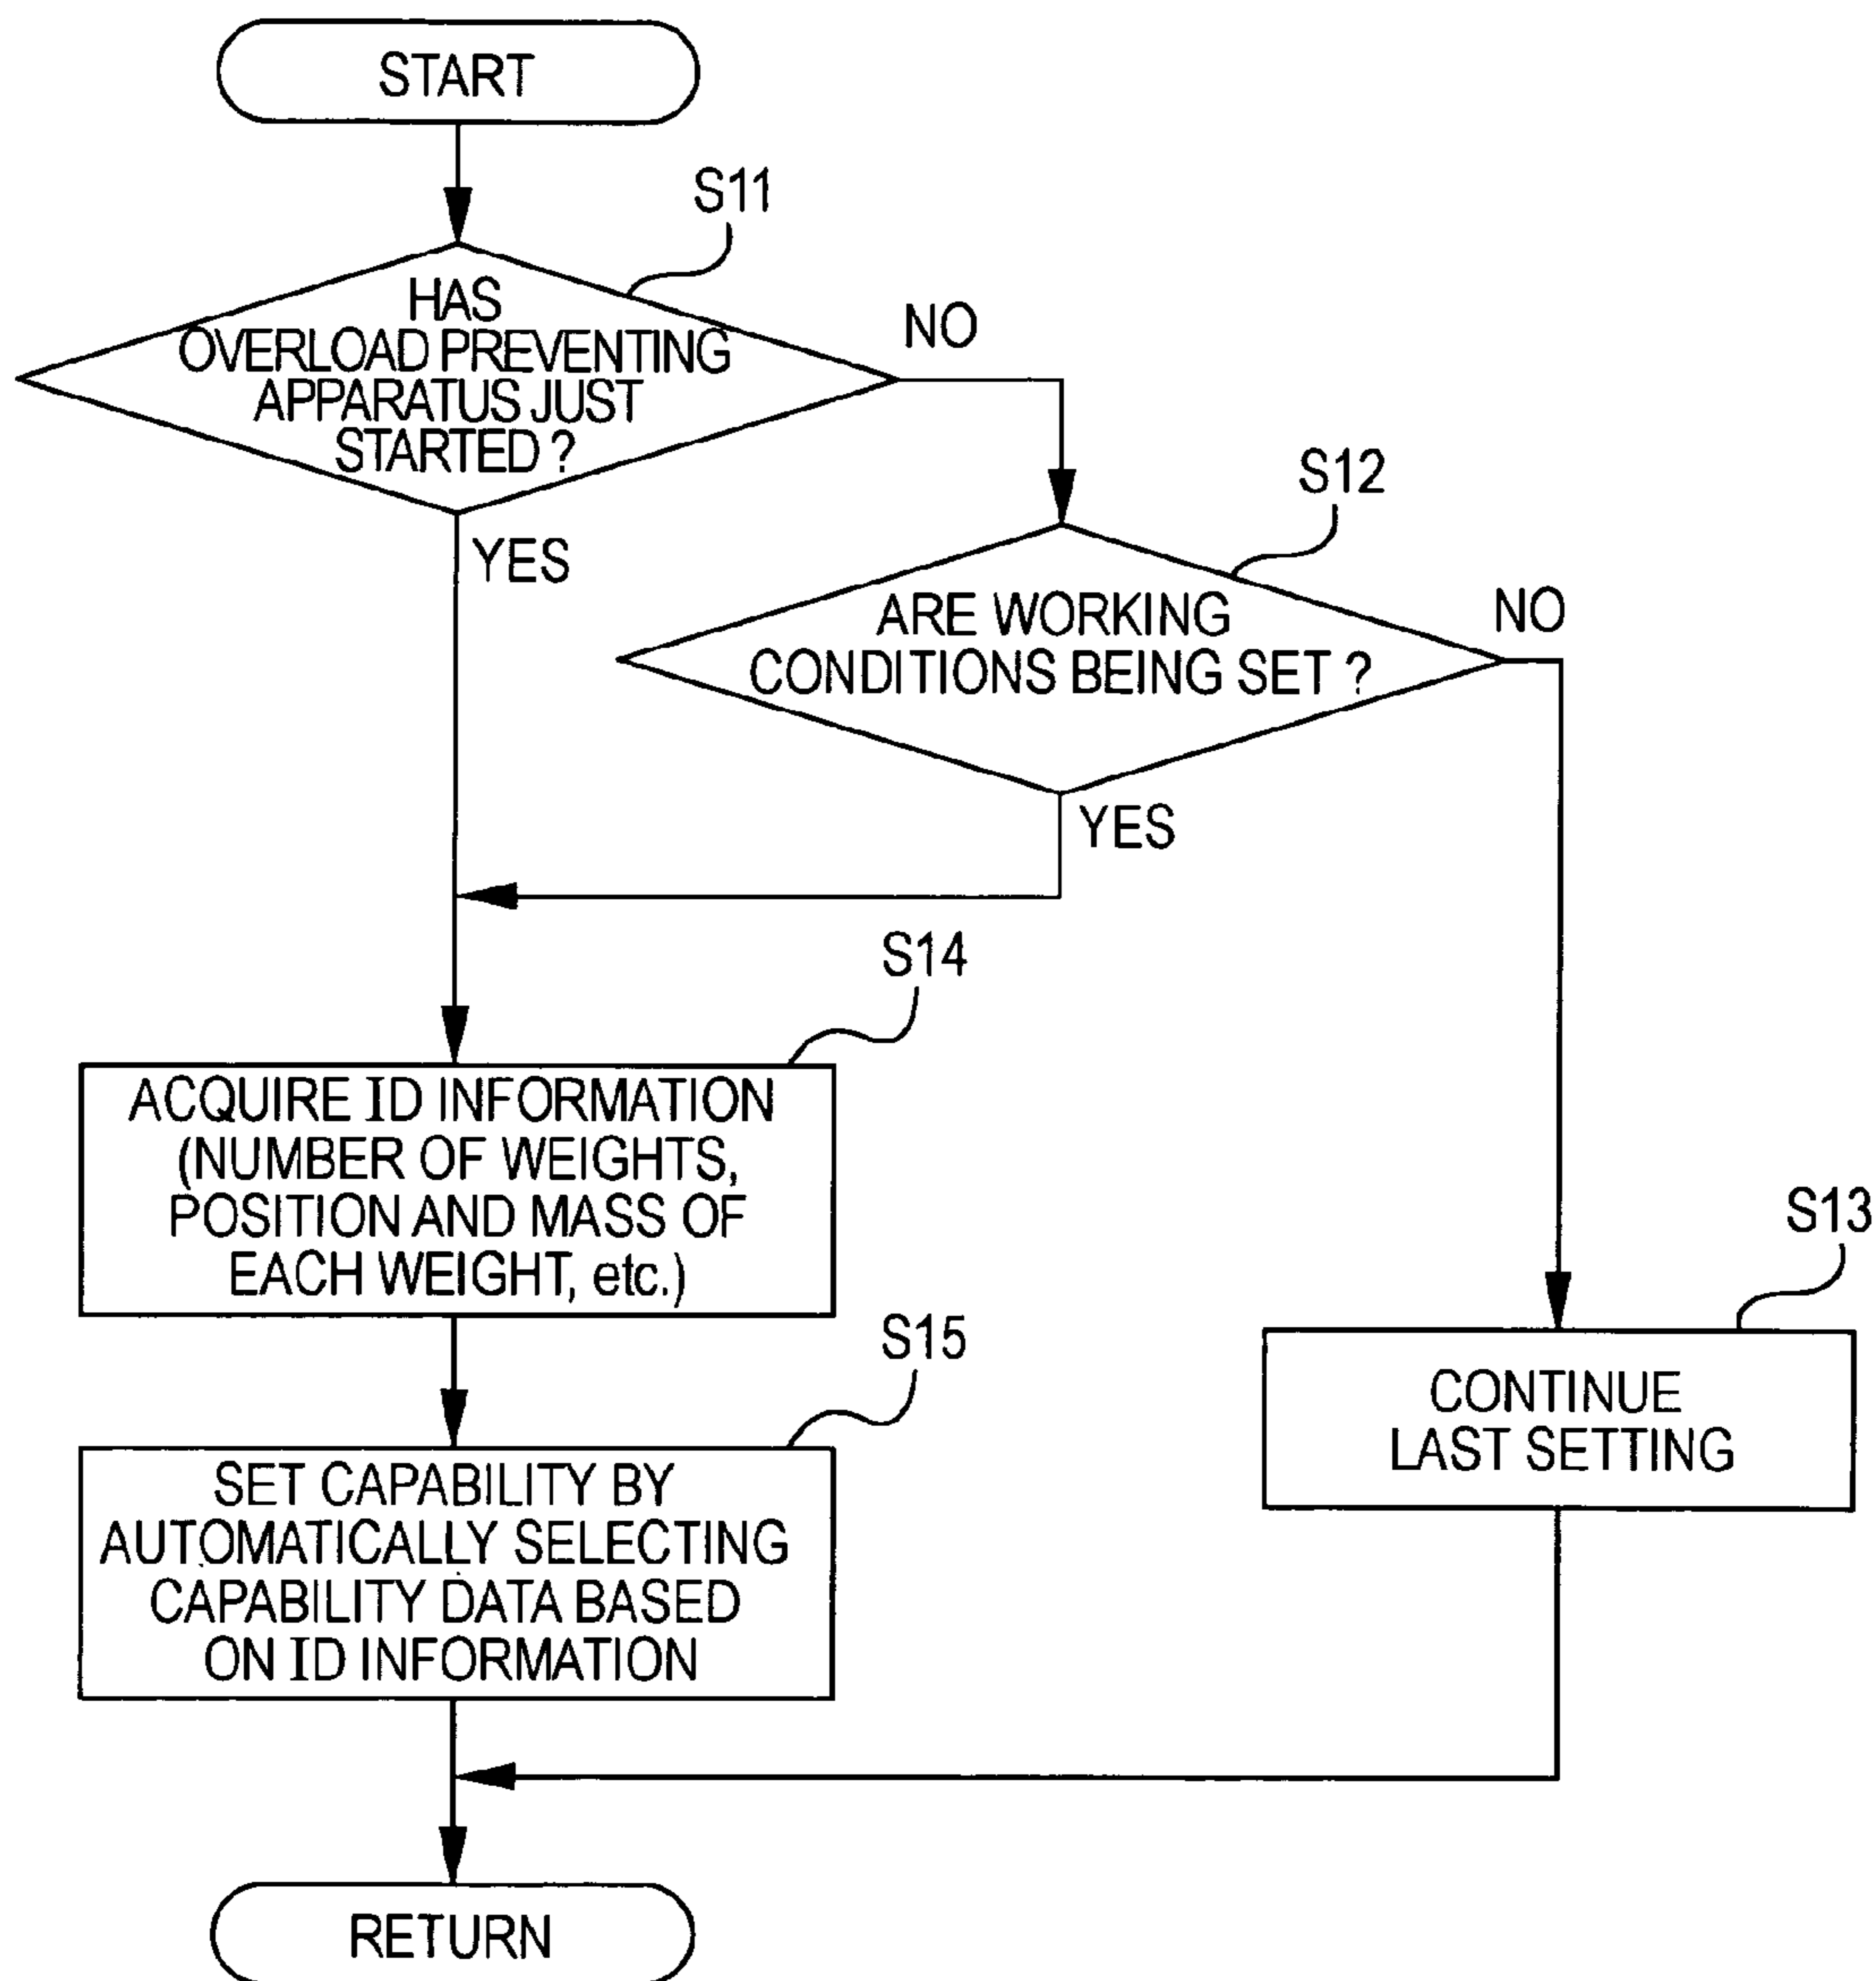 START
S11
HAS
OVERLOAD PREVENTING
APPARATUS JUST
STARTED ?
NO
YES
S12
ARE WORKING
CONDITIONS BEING SET ?
NO
YES
S14
ACQUIRE ID INFORMATION
(NUMBER OF WEIGHTS,
POSITION AND MASS OF
EACH WEIGHT, etc.)
S13
CONTINUE
LAST SETTING
S15
SET CAPABILITY BY
AUTOMATICALLY SELECTING
CAPABILITY DATA BASED
ON ID INFORMATION
RETURN